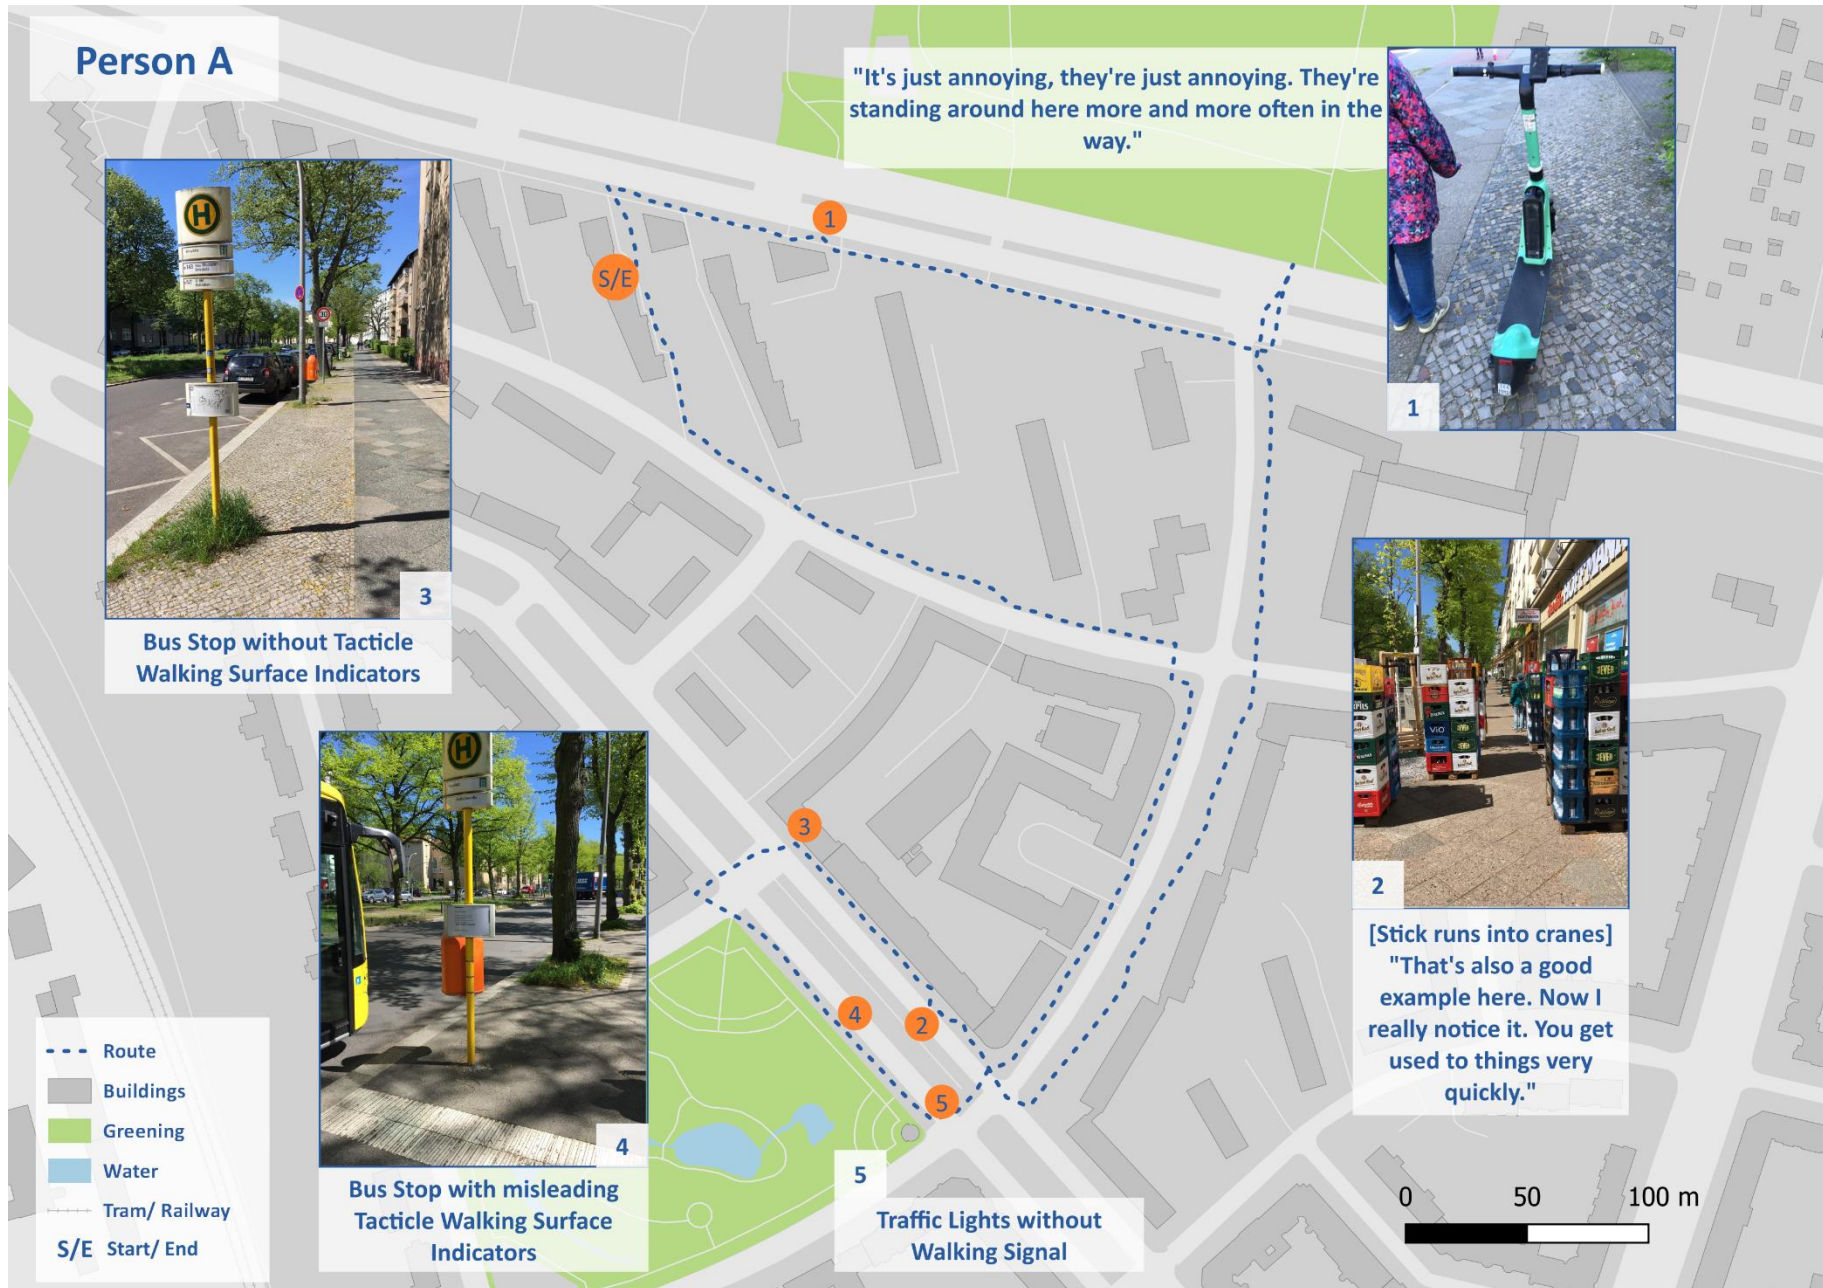 Person A
"It's just annoying, they're just annoying. They're
standing around here more and more often in the
way."
1
1
S/E
H
3
Bus Stop without Tacticle
Walking Surface Indicators
H
4
Bus Stop with misleading
Tacticle Walking Surface
Indicators
3
4
2
5
5
Traffic Lights without
Walking Signal
2
[Stick runs into cranes]
"That's also a good
example here. Now I
really notice it. You get
used to things very
quickly."
Route
Buildings
Greening
Water
Tram/ Railway
S/E Start/ End
0 50 100 m